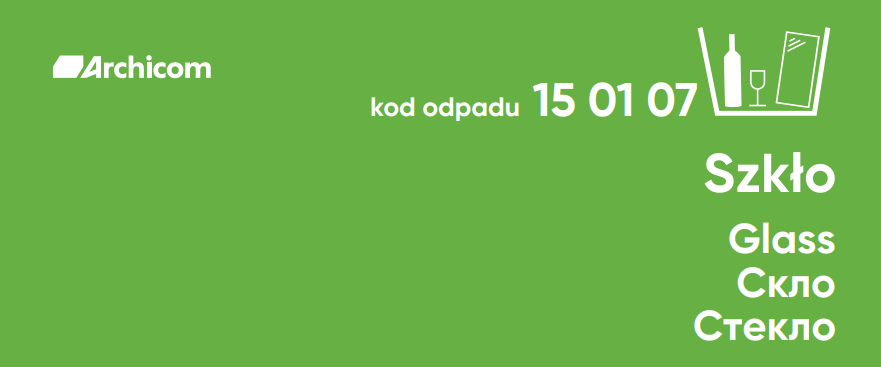 Archicom
kod odpadu 15 01 07
Szkło
Glass
Скло
Стекло